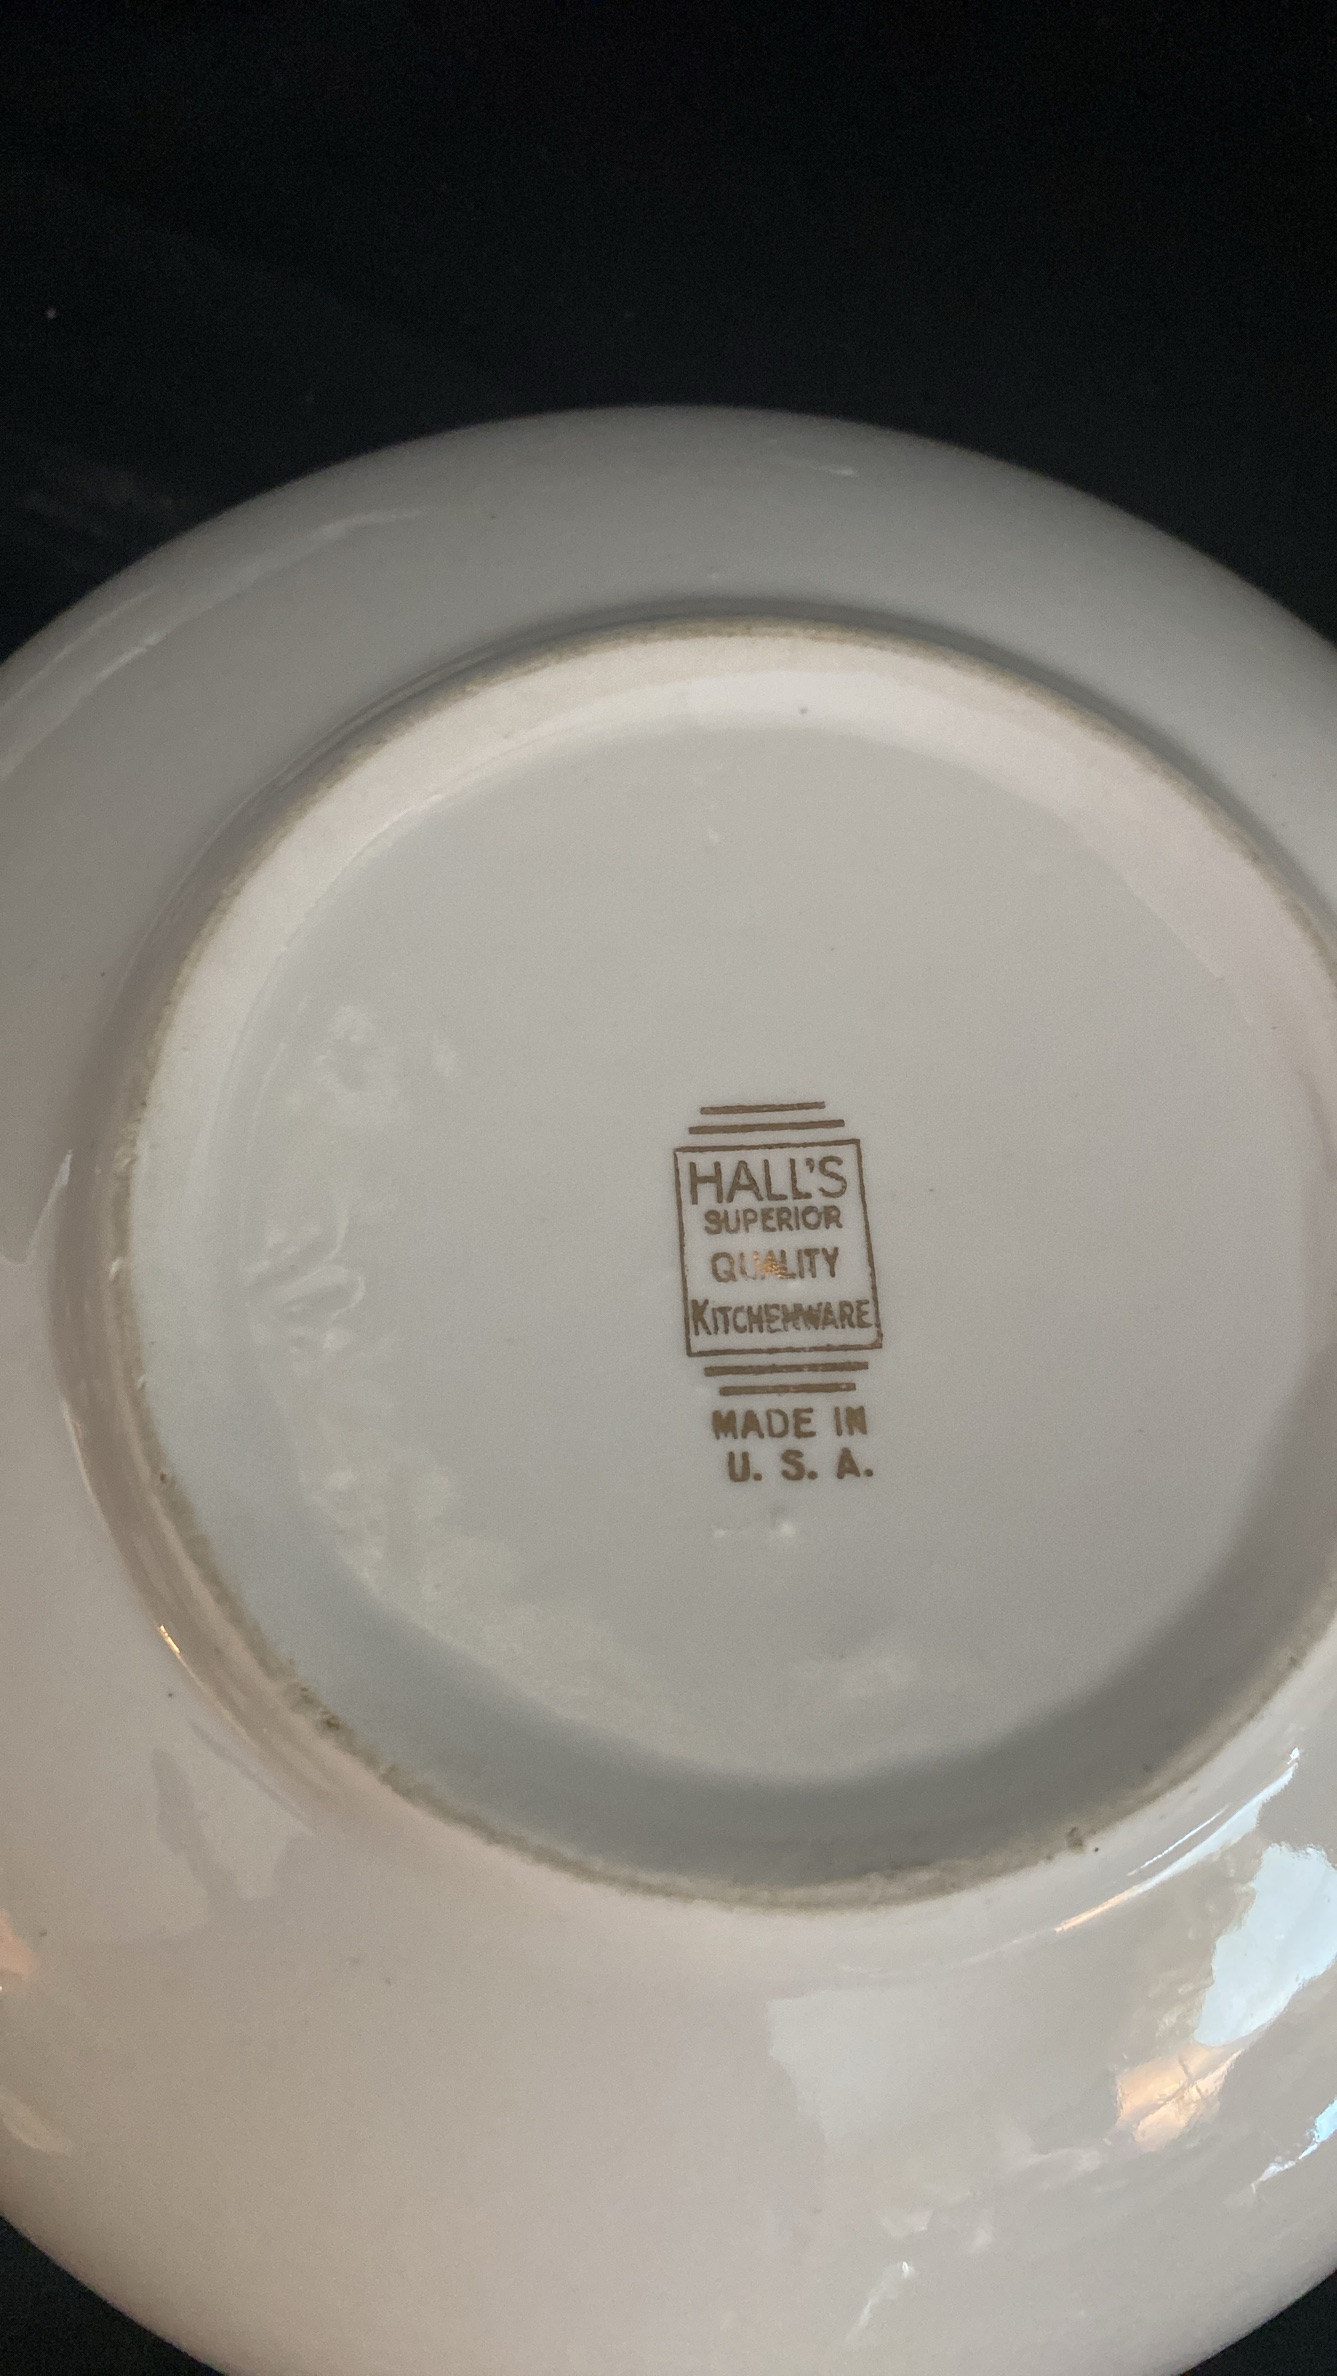 HALL'S
SUPERIOR
QUALITY
KITCHENWARE
MADE IN
U. S. A.